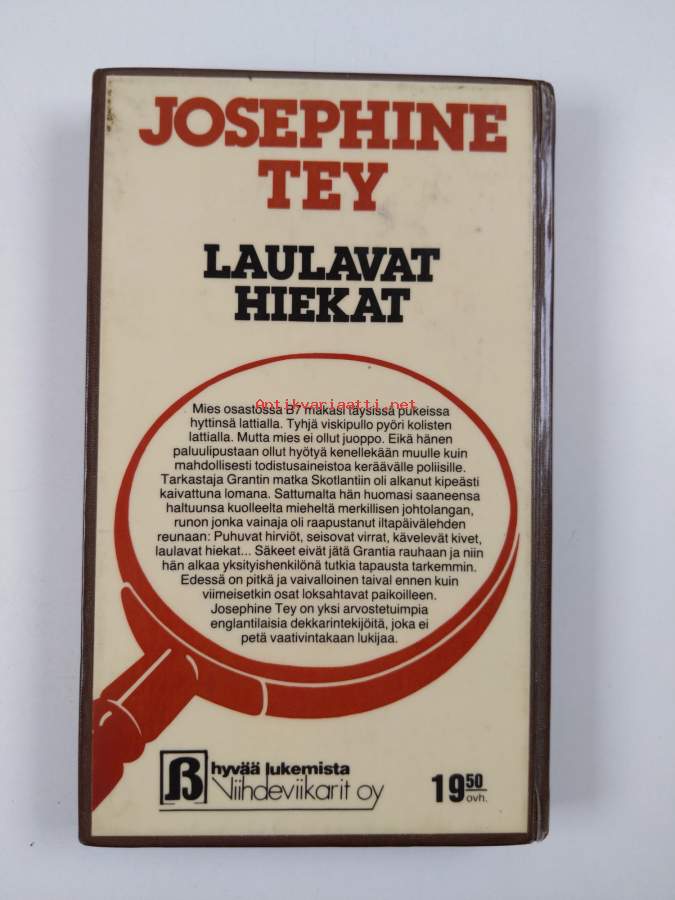 JOSEPHINE
TEY
LAULAVAT
HIEKAT
Antikvariaatti.net
Mies osastossa B7 makasi täysissä pukeissa
hyttinsä lattialla. Tyhjä viskipullo pyöri kolisten
lattialla. Mutta mies ei ollut juoppo. Eikä hänen
paluulipustaan ollut hyötyä kenellekään muulle kuin
mahdollisesti todistusaineistoa keräävälle poliisille.
Tarkastaja Grantin matka Skotlantiin oli alkanut kipeästi
kaivattuna lomana. Sattumalta hän huomasi saaneensa
haltuunsa kuolleelta mieheltä merkillisen johtolangan,
runon jonka vainaja oli raapustanut iltapäivälehden
reunaan: Puhuvat hirviöt, seisovat virrat, kävelevät kivet,
laulavat hiekat... Säkeet eivät jätä Grantia rauhaan ja niin
hän alkaa yksityishenkilönä tutkia tapausta tarkemmin.
Edessä on pitkä ja vaivalloinen taival ennen kuin
viimeisetkin osat loksahtavat paikoilleen.
Josephine Tey on yksi arvostetuimpia
englantilaisia dekkarintekijöitä, joka ei
petä vaativintakaan lukijaa.
hyvää lukemista
Viihdeviikarit oy
19 50
ovh.